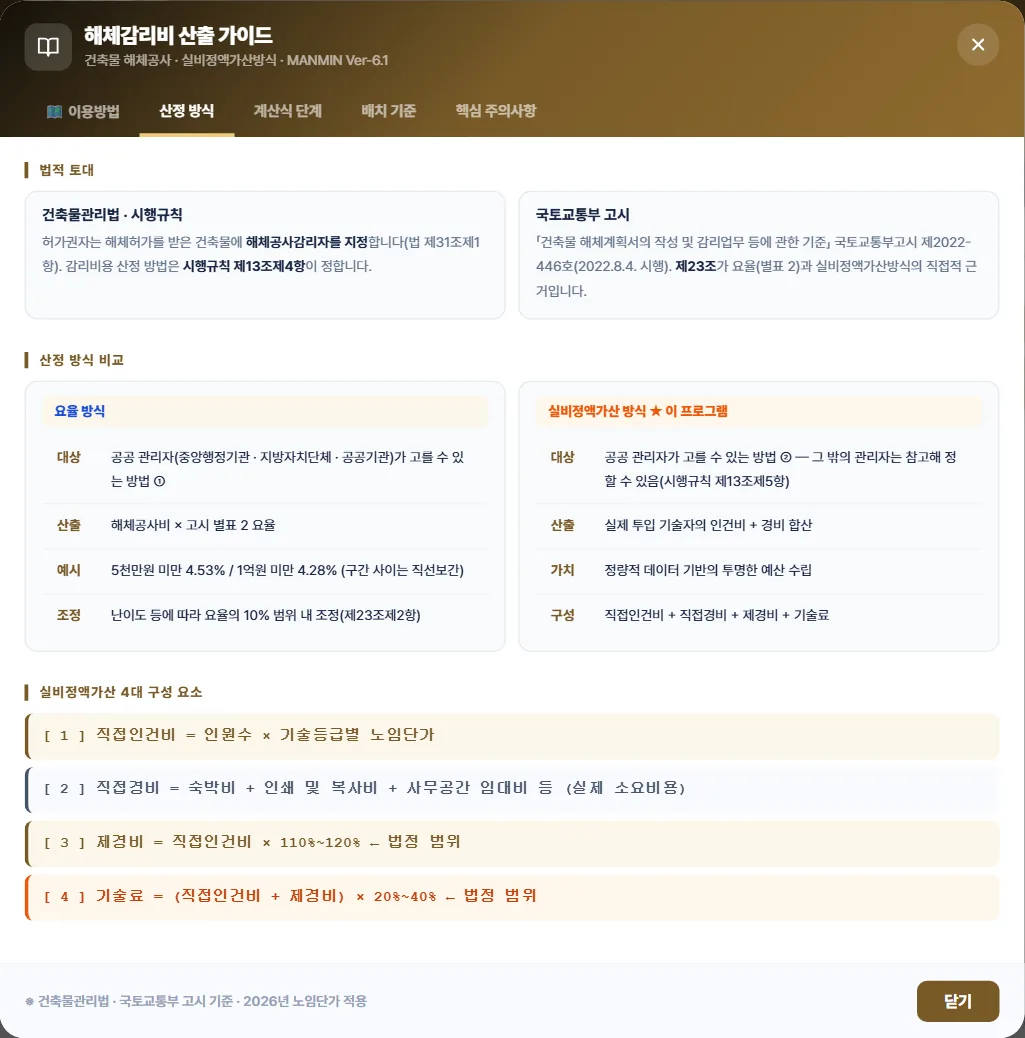 해체감리비 산출 가이드
건축물 해체공사 · 실비정액가산방식 · MANMIN Ver-6.1
이용방법
산정 방식
계산식 단계
배치 기준
핵심 주의사항
법적 토대
건축물관리법 · 시행규칙
허가권자는 해체허가를 받은 건축물에 해체공사감리자를 지정합니다(법 제31조제1
항). 감리비용 산정 방법은 시행규칙 제13조제4항이 정합니다.
국토교통부 고시
「건축물 해체계획서의 작성 및 감리업무 등에 관한 기준」 국토교통부고시 제2022-
446호(2022.8.4. 시행). 제23조가 요율(별표 2)과 실비정액가산방식의 직접적 근
거입니다.
산정 방식 비교
요율 방식
대상 공공 관리자(중앙행정기관 · 지방자치단체 · 공공기관)가 고를 수 있
는 방법 ①
산출 해체공사비 × 고시 별표 2 요율
예시 5천만원 미만 4.53% / 1억원 미만 4.28% (구간 사이는 직선보간)
조정 난이도 등에 따라 요율의 10% 범위 내 조정(제23조제2항)
실비정액가산 방식 ★ 이 프로그램
대상 공공 관리자가 고를 수 있는 방법 ② — 그 밖의 관리자는 참고해 정
할 수 있음(시행규칙 제13조제5항)
산출 실제 투입 기술자의 인건비 + 경비 합산
가치 정량적 데이터 기반의 투명한 예산 수립
구성 직접인건비 + 직접경비 + 제경비 + 기술료
실비정액가산 4대 구성 요소
[ 1 ] 직접인건비 = 인원수 × 기술등급별 노임단가
[ 2 ] 직접경비 = 숙박비 + 인쇄 및 복사비 + 사무공간 임대비 등 (실제 소요비용)
[ 3 ] 제경비 = 직접인건비 × 110%~120% ← 법정 범위
[ 4 ] 기술료 = (직접인건비 + 제경비) × 20%~40% ← 법정 범위
※ 건축물관리법 · 국토교통부 고시 기준 · 2026년 노임단가 적용
닫기